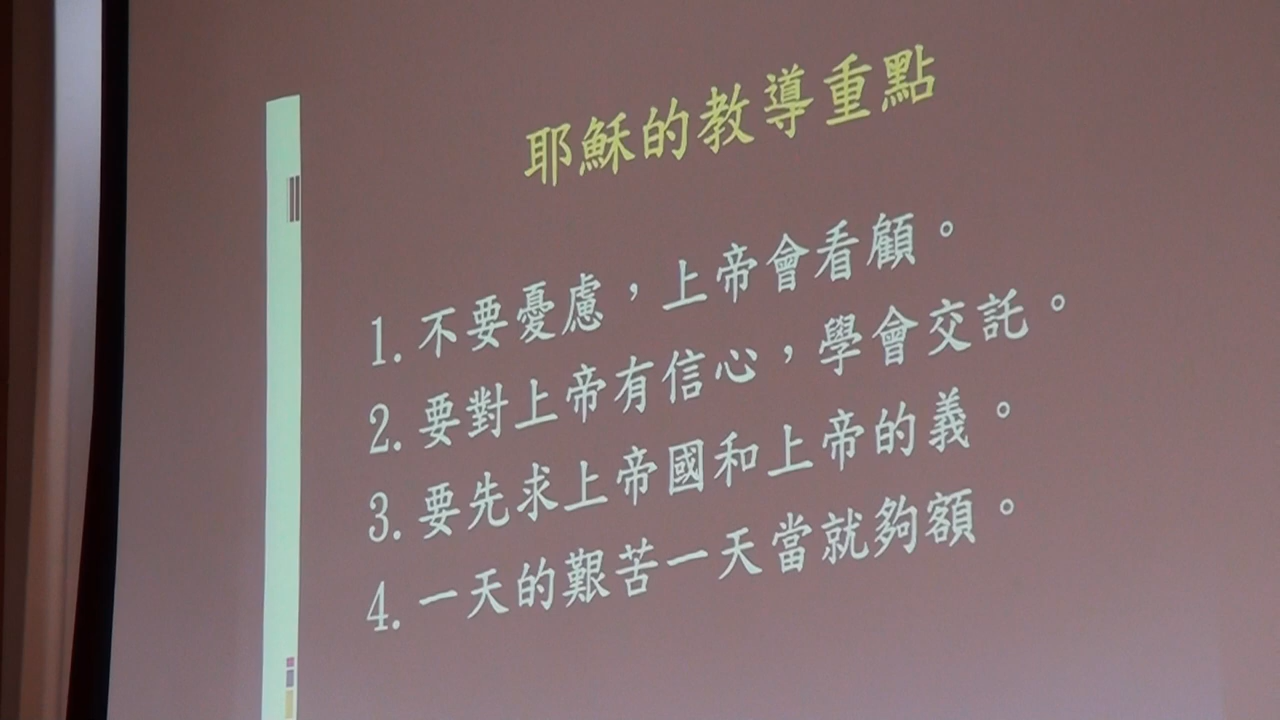 耶穌的教導重點
1. 不要憂慮，上帝會看顧。
2. 要對上帝有信心，學會交託。
3. 要先求上帝國和上帝的義。
4. 一天的艱苦一天當就夠額。